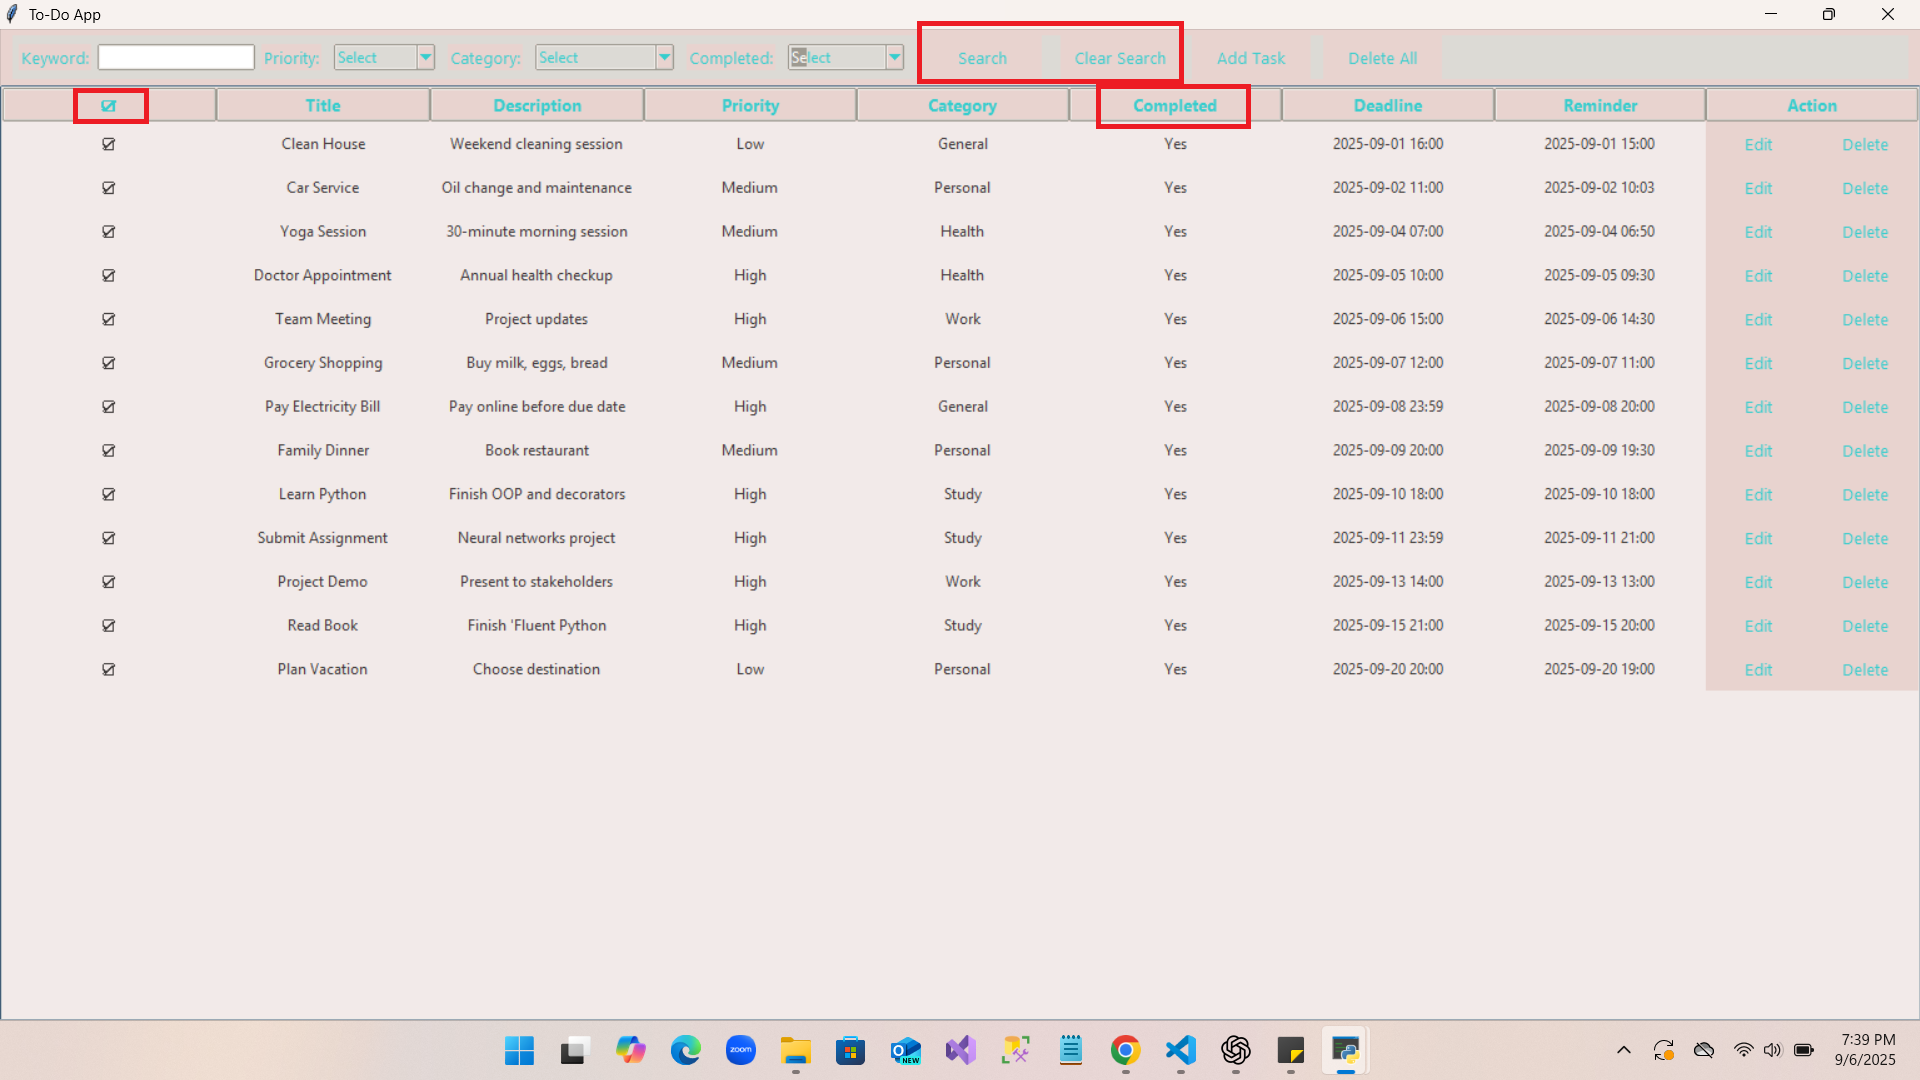 To-Do App
Keyword: Priority: Select Category: Select Completed: Select Search Clear Search Add Task Delete All
Title Description Priority Category Completed Deadline Reminder Action
Clean House Weekend cleaning session Low General Yes 2025-09-01 16:00 2025-09-01 15:00 Edit Delete
Car Service Oil change and maintenance Medium Personal Yes 2025-09-02 11:00 2025-09-02 10:03 Edit Delete
Yoga Session 30-minute morning session Medium Health Yes 2025-09-04 07:00 2025-09-04 06:50 Edit Delete
Doctor Appointment Annual health checkup High Health Yes 2025-09-05 10:00 2025-09-05 09:30 Edit Delete
Team Meeting Project updates High Work Yes 2025-09-06 15:00 2025-09-06 14:30 Edit Delete
Grocery Shopping Buy milk, eggs, bread Medium Personal Yes 2025-09-07 12:00 2025-09-07 11:00 Edit Delete
Pay Electricity Bill Pay online before due date High General Yes 2025-09-08 23:59 2025-09-08 20:00 Edit Delete
Family Dinner Book restaurant Medium Personal Yes 2025-09-09 20:00 2025-09-09 19:30 Edit Delete
Learn Python Finish OOP and decorators High Study Yes 2025-09-10 18:00 2025-09-10 18:00 Edit Delete
Submit Assignment Neural networks project High Study Yes 2025-09-11 23:59 2025-09-11 21:00 Edit Delete
Project Demo Present to stakeholders High Work Yes 2025-09-13 14:00 2025-09-13 13:00 Edit Delete
Read Book Finish 'Fluent Python High Study Yes 2025-09-15 21:00 2025-09-15 20:00 Edit Delete
Plan Vacation Choose destination Low Personal Yes 2025-09-20 20:00 2025-09-20 19:00 Edit Delete
zoom
NEW
7:39 PM
9/6/2025